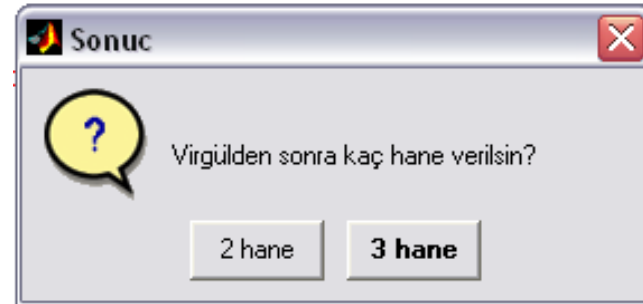 Sonuc
?
Virgülden sonra kaç hane verilsin?
2 hane
3 hane